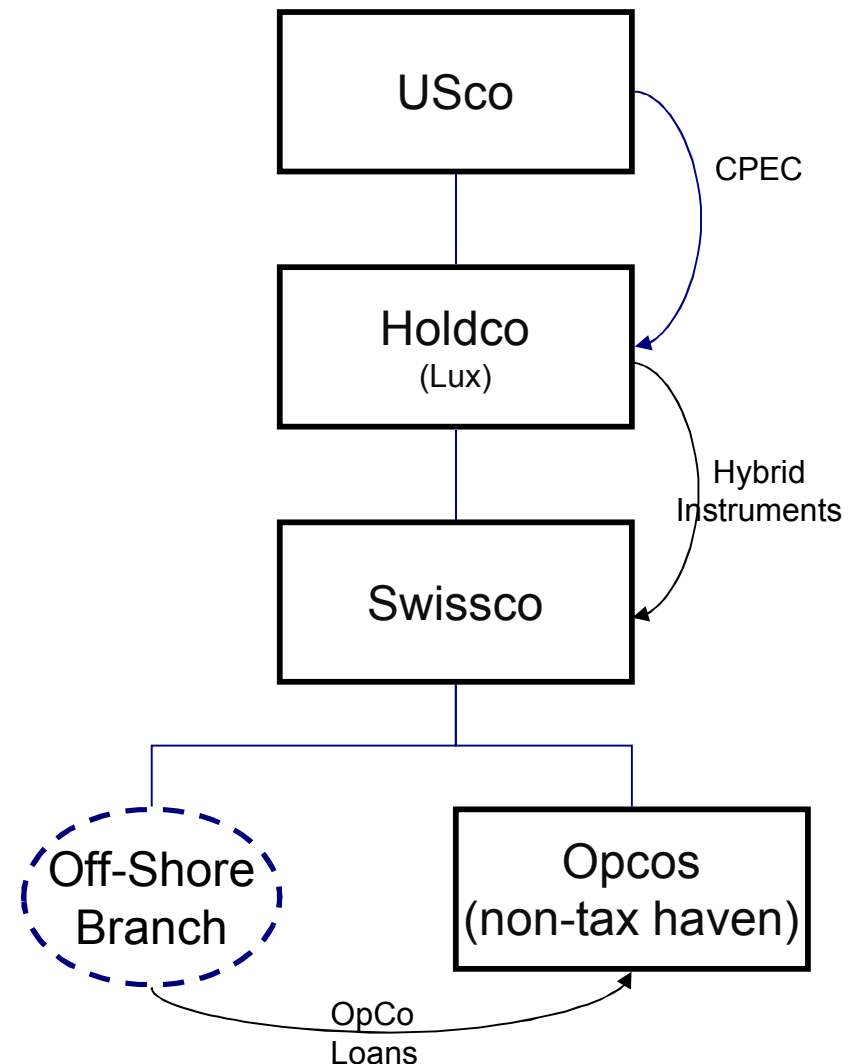 USco
CPEC
Holdco
(Lux)
Hybrid
Instruments
Swissco
Off-Shore
Branch
Opcos
(non-tax haven)
OpCo
Loans